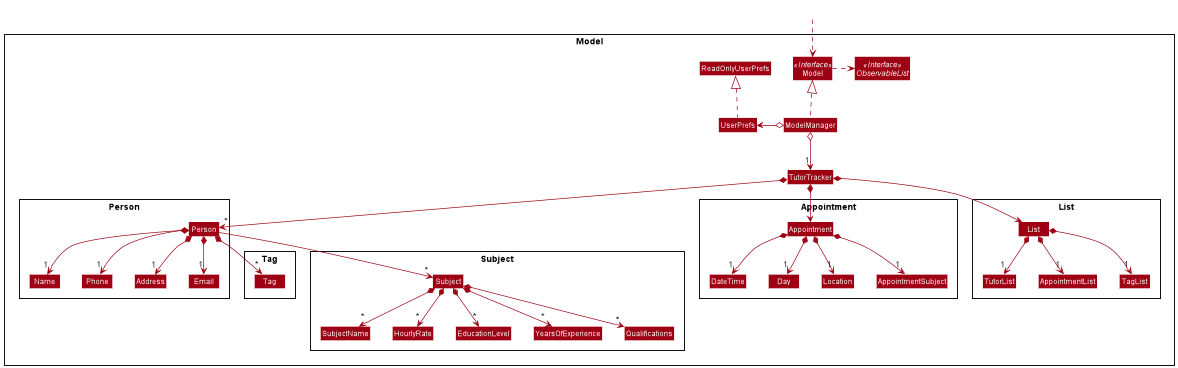 Model
ReadOnlyUserPrefs
«Interface»
Model
«Interface»
ObservableList
UserPrefs
ModelManager
1
TutorTracker
Person
Appointment
List
*
Person
Appointment
List
Tag
Subject
1
1
1
1
*
*
1
1
1
1
1
1
1
Name
Phone
Address
Email
Tag
Subject
DateTime
Day
Location
AppointmentSubject
TutorList
AppointmentList
TagList
*
*
*
*
*
SubjectName
HourlyRate
EducationLevel
YearsOfExperience
Qualifications